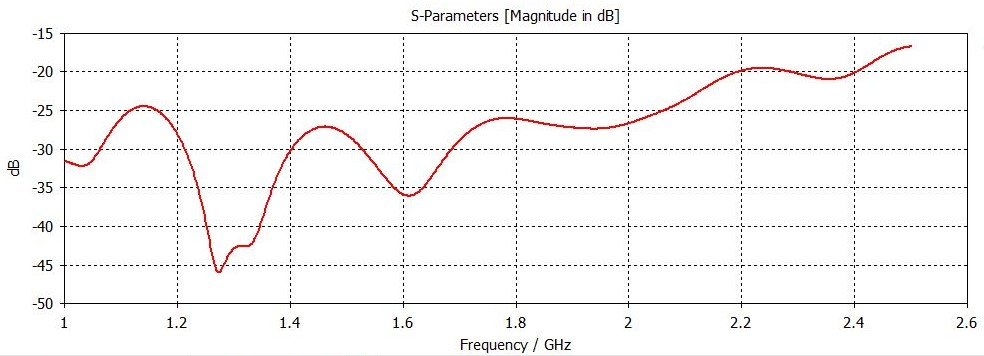 S-Parameters [Magnitude in dB]
-15
-20
-25
-30
-35
-40
-45
-50
dB
1 1.2 1.4 1.6 1.8 2 2.2 2.4 2.6
Frequency / GHz